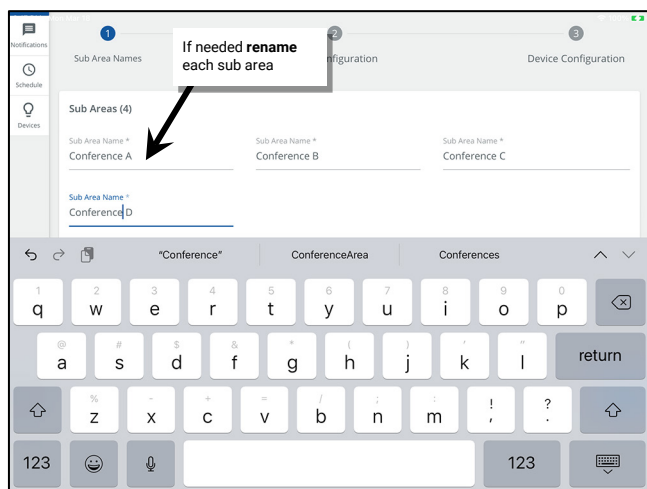 100%
1
2
3
Notifications
Sub Area Names
If needed rename
each sub area
nfiguration
Device Configuration
Schedule
Devices
Sub Areas (4)
Sub Area Name *
Sub Area Name *
Sub Area Name *
Conference A
Conference B
Conference C
Sub Area Name *
Conference D
"Conference"
ConferenceArea
Conferences
1 2 3 4 5 6 7 8 9 0
q w e r t y u i o p
@ # $ & * ( ) ' "
a s d f g h j k l return
% - + = / ; : ! ?
z x c v b n m , .
123 123